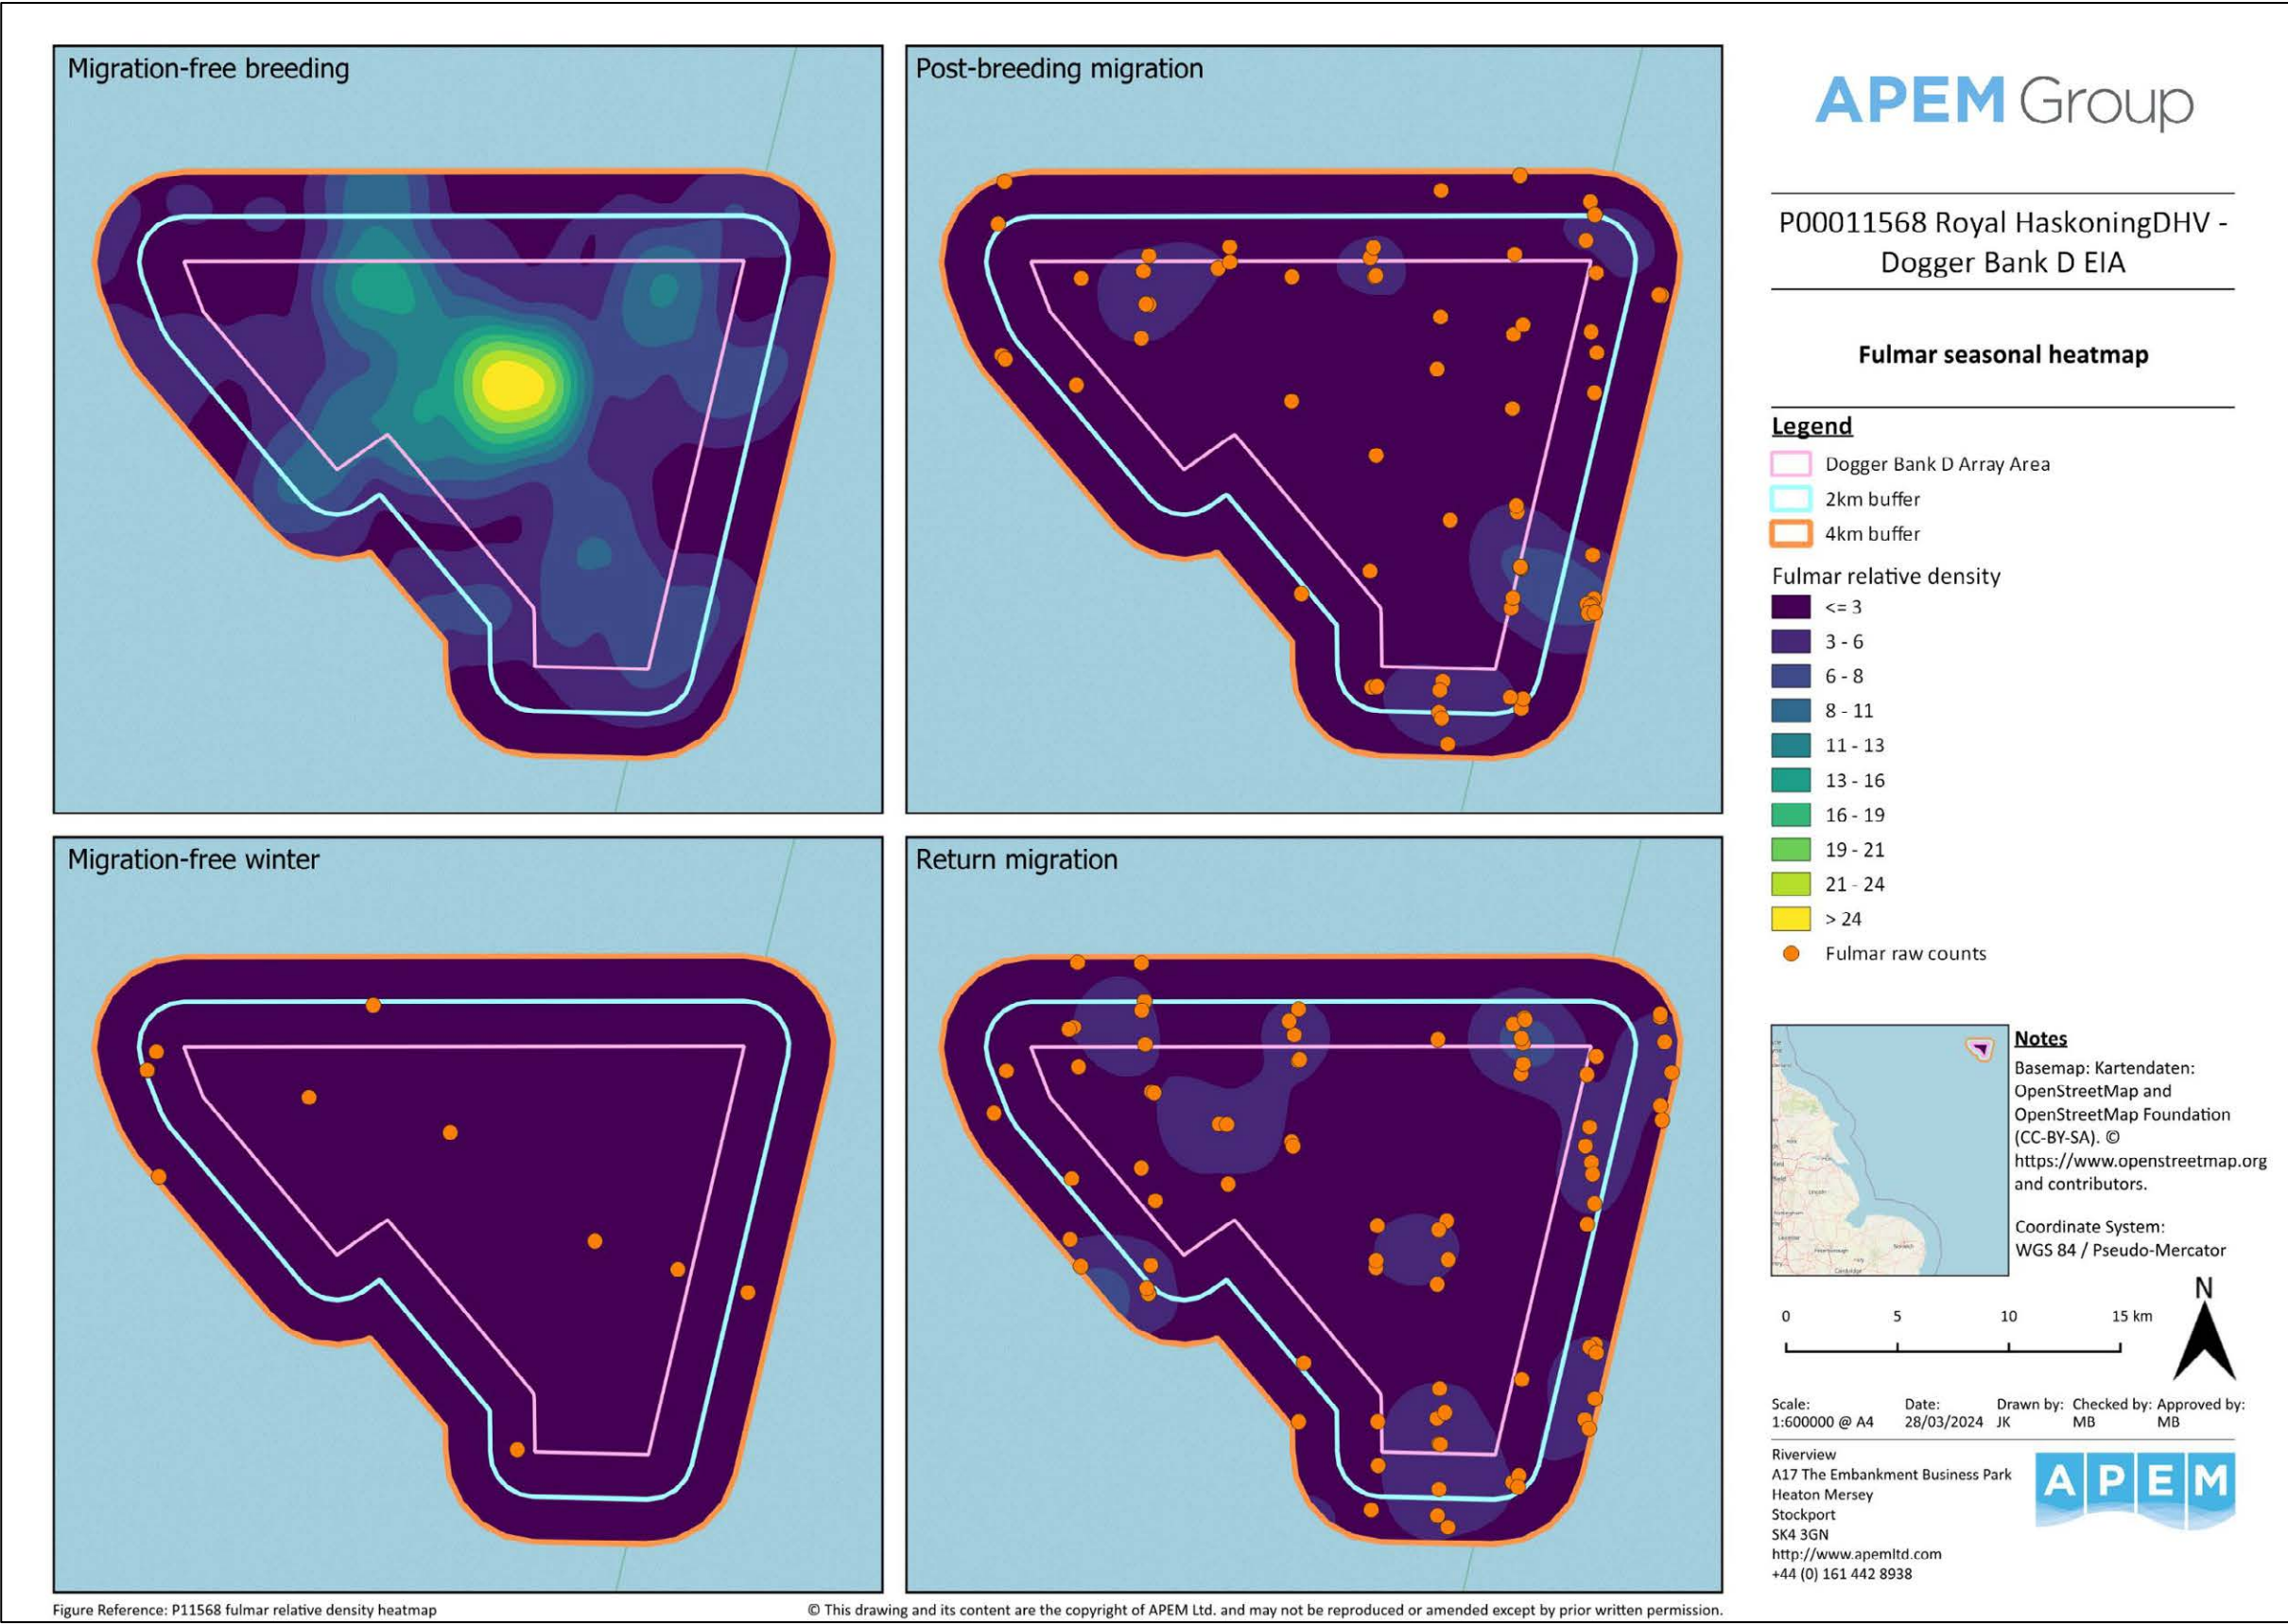 Migration-free breeding
Post-breeding migration
Migration-free winter
Return migration
APEM Group
P00011568 Royal HaskoningDHV -
Dogger Bank D EIA
Fulmar seasonal heatmap
Legend
Dogger Bank D Array Area
2km buffer
4km buffer
Fulmar relative density
<= 3
3 - 6
6 - 8
8 - 11
11 - 13
13 - 16
16 - 19
19 - 21
21 - 24
> 24
Fulmar raw counts
Notes
Basemap: Kartendaten:
OpenStreetMap and
OpenStreetMap Foundation
(CC-BY-SA). ©
https://www.openstreetmap.org
and contributors.
Coordinate System:
WGS 84 / Pseudo-Mercator
N
0 5 10 15 km
Scale: Date: Drawn by: Checked by: Approved by:
1:600000 @ A4 28/03/2024 JK MB MB
Riverview
A17 The Embankment Business Park
Heaton Mersey
Stockport
SK4 3GN
http://www.apemltd.com
+44 (0) 161 442 8938
APEM
Figure Reference: P11568 fulmar relative density heatmap
© This drawing and its content are the copyright of APEM Ltd. and may not be reproduced or amended except by prior written permission.